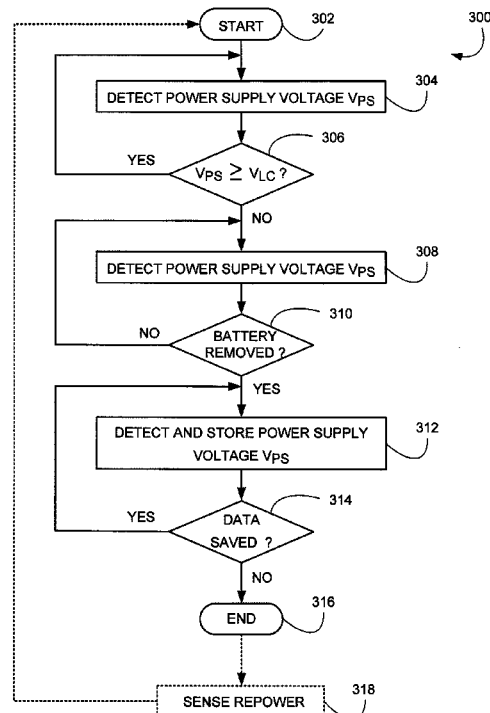 START
302
300
DETECT POWER SUPPLY VOLTAGE VPS
304
306
YES
VPS ≥ VLC ?
NO
DETECT POWER SUPPLY VOLTAGE VPS
308
310
NO
BATTERY
REMOVED ?
YES
DETECT AND STORE POWER SUPPLY
VOLTAGE VPS
312
314
YES
DATA
SAVED ?
NO
END
316
SENSE REPOWER
318